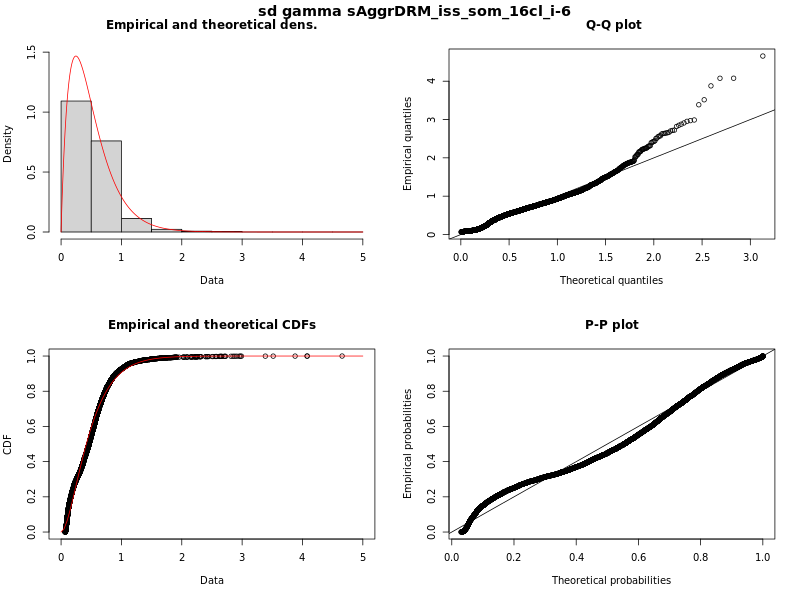 sd gamma sAggrDRM_iss_som_16cl_i-6
Empirical and theoretical dens.
Density
0.0 0.5 1.0 1.5
0 1 2 3 4 5
Data
Q-Q plot
Empirical quantiles
0 1 2 3 4
0.0 0.5 1.0 1.5 2.0 2.5 3.0
Theoretical quantiles
Empirical and theoretical CDFs
CDF
0.0 0.2 0.4 0.6 0.8 1.0
0 1 2 3 4 5
Data
P-P plot
Empirical probabilities
0.0 0.2 0.4 0.6 0.8 1.0
0.0 0.2 0.4 0.6 0.8 1.0
Theoretical probabilities